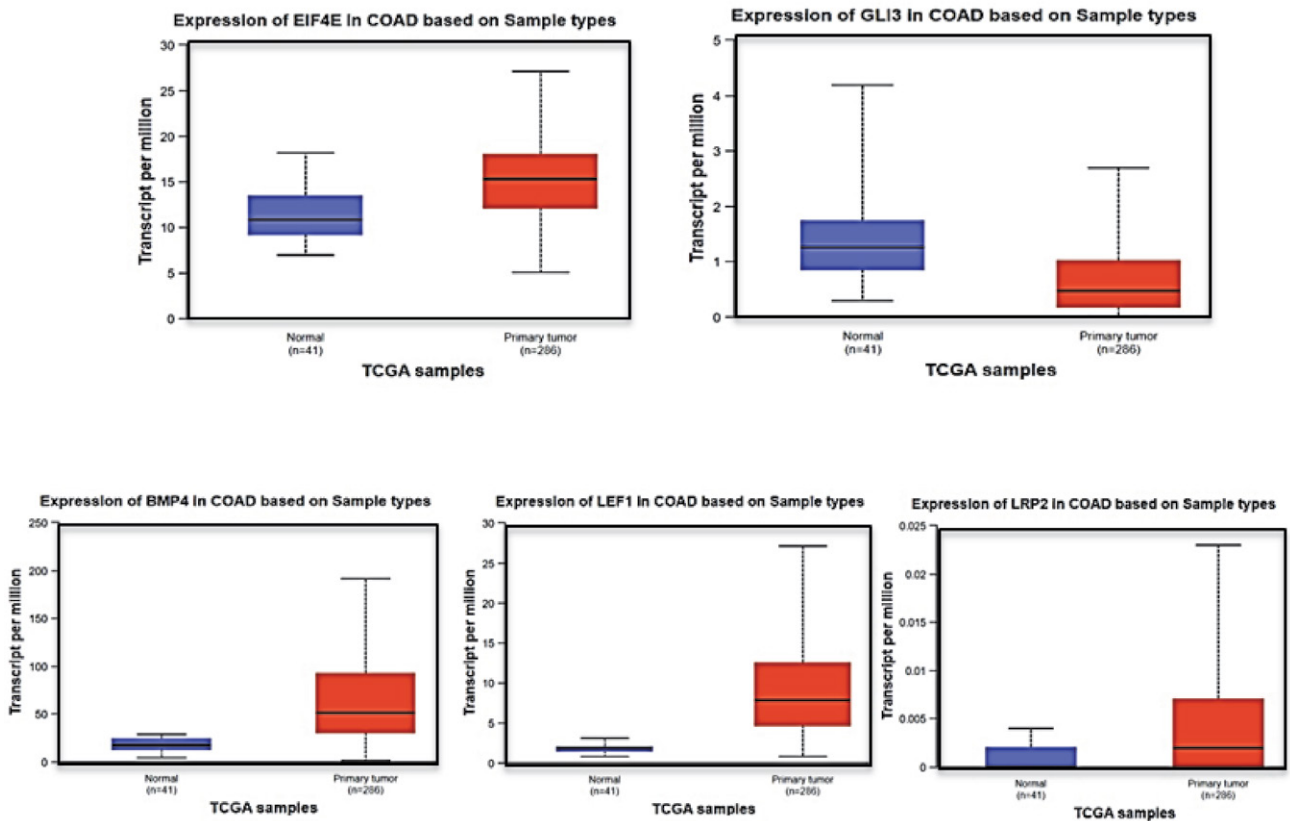 Expression of EIF4E in COAD based on Sample types
Transcript per million
30
25
20
15
10
5
0
Normal
(n=41)
Primary tumor
(n=286)
TCGA samples
Expression of GLI3 in COAD based on Sample types
Transcript per million
5
4
3
2
1
0
Normal
(n=41)
Primary tumor
(n=286)
TCGA samples
Expression of BMP4 in COAD based on Sample types
Transcript per million
250
200
150
100
50
0
Normal
(n=41)
Primary tumor
(n=286)
TCGA samples
Expression of LEF1 in COAD based on Sample types
Transcript per million
30
25
20
15
10
5
0
Normal
(n=41)
Primary tumor
(n=286)
TCGA samples
Expression of LRP2 in COAD based on Sample types
Transcript per million
0.025
0.02
0.015
0.01
0.005
0
Normal
(n=41)
Primary tumor
(n=286)
TCGA samples